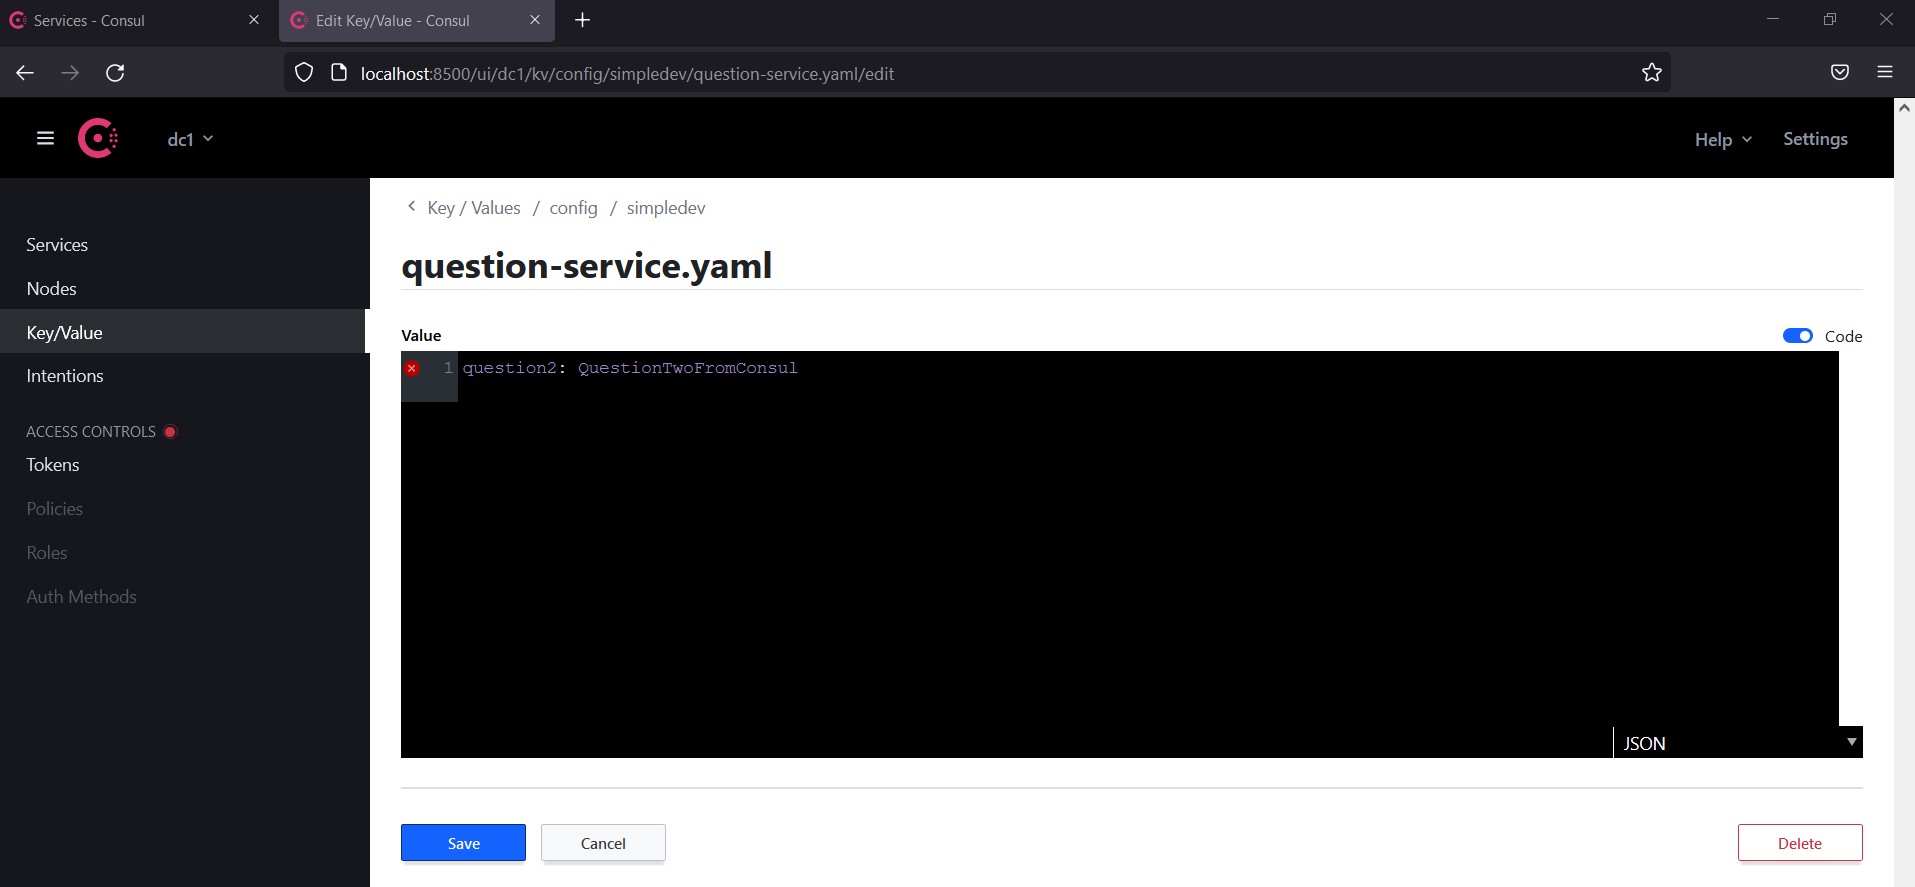 Services - Consul
Edit Key/Value - Consul
localhost:8500/ui/dc1/kv/config/simpledev/question-service.yaml/edit
dc1
Help
Settings
Services
Nodes
Key/Value
Intentions
ACCESS CONTROLS
Tokens
Policies
Roles
Auth Methods
Key / Values / config / simpledev
question-service.yaml
Value
Code
1 question2: QuestionTwoFromConsul
JSON
Save
Cancel
Delete